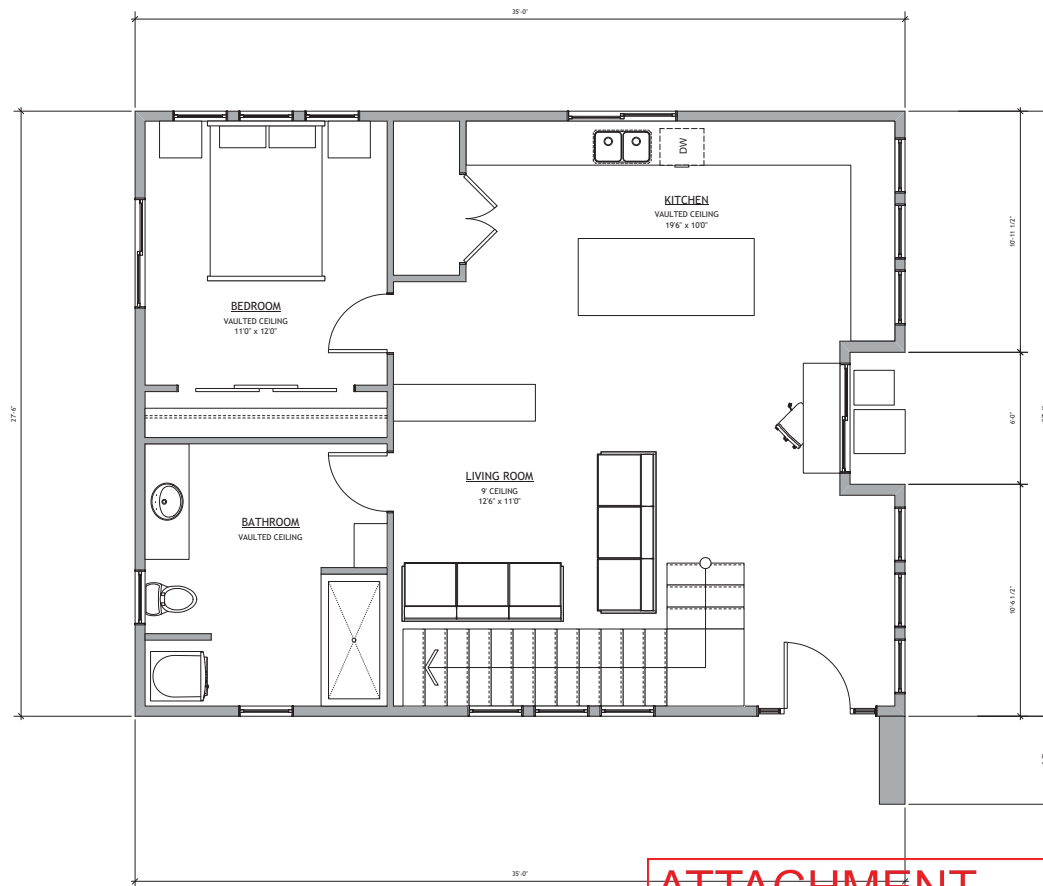 35'-0"
DW
KITCHEN
VAULTED CEILING
19'6" x 10'0"
10'-11 1/2"
BEDROOM
VAULTED CEILING
11'0" x 12'0"
27'-6"
6'-0"
LIVING ROOM
9' CEILING
12'6" x 11'0"
BATHROOM
VAULTED CEILING
10'-6 1/2"
35'-0"
ATTACHMENT